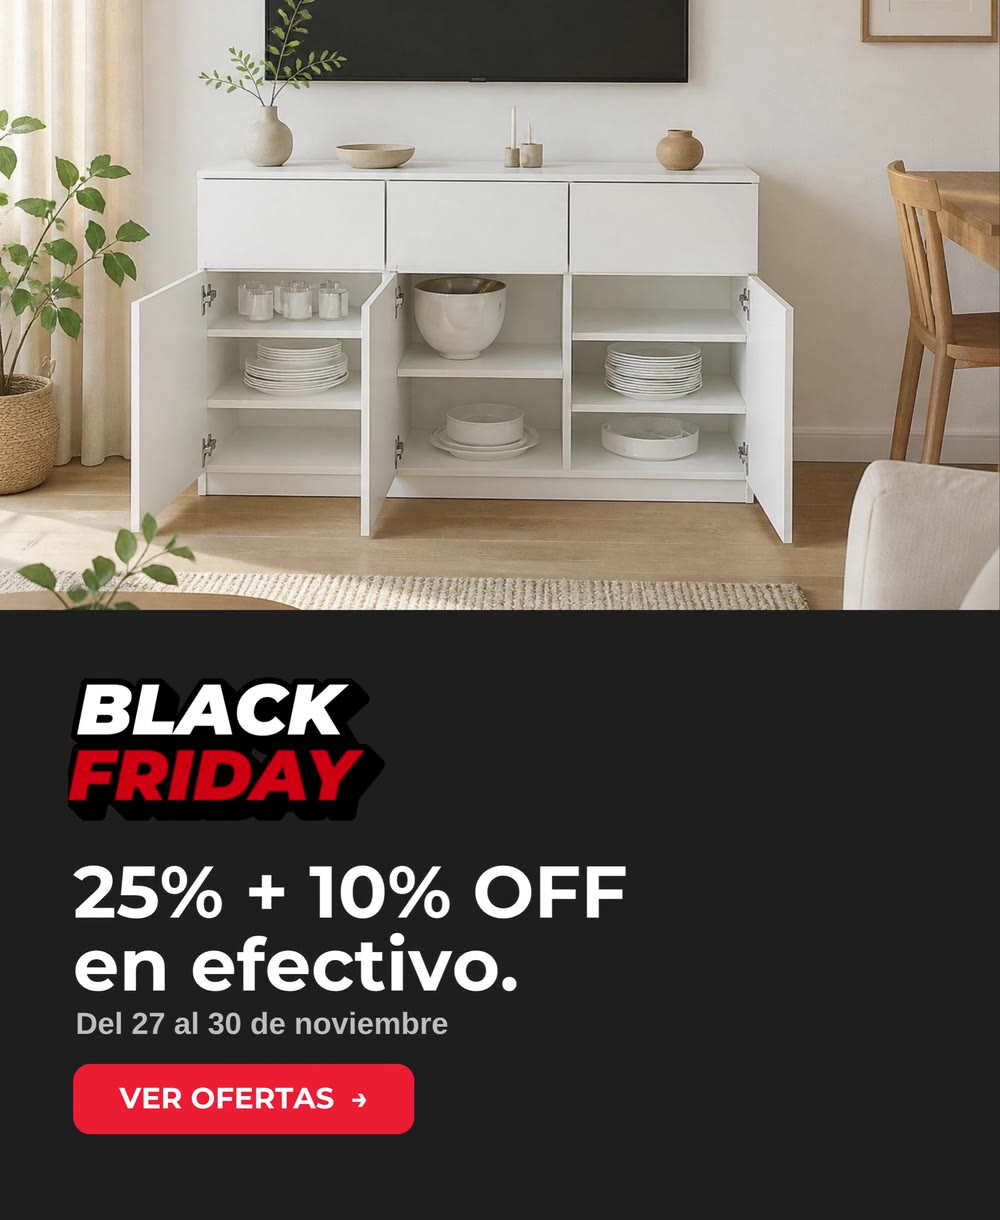 BLACK
FRIDAY
25% + 10% OFF
en efectivo.
Del 27 al 30 de noviembre
VER OFERTAS →